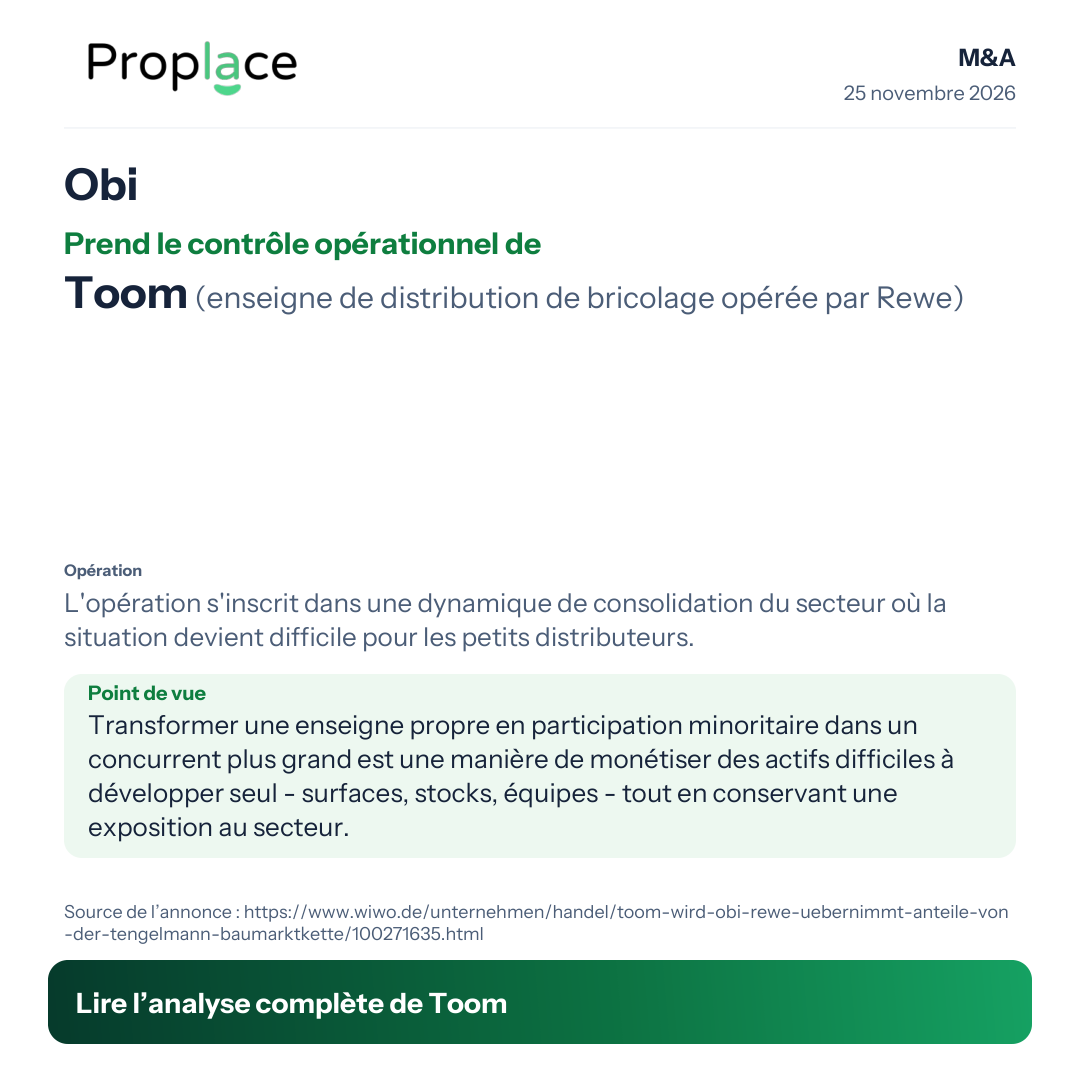 Proplace
M&A
25 novembre 2026
Obi
Prend le contrôle opérationnel de
Toom (enseigne de distribution de bricolage opérée par Rewe)
Opération
L'opération s'inscrit dans une dynamique de consolidation du secteur où la
situation devient difficile pour les petits distributeurs.
Point de vue
Transformer une enseigne propre en participation minoritaire dans un
concurrent plus grand est une manière de monétiser des actifs difficiles à
développer seul - surfaces, stocks, équipes - tout en conservant une
exposition au secteur.
Source de l’annonce : https://www.wiwo.de/unternehmen/handel/toom-wird-obi-rewe-uebernimmt-anteile-von
-der-tengelmann-baumarktkette/100271635.html
Lire l’analyse complète de Toom